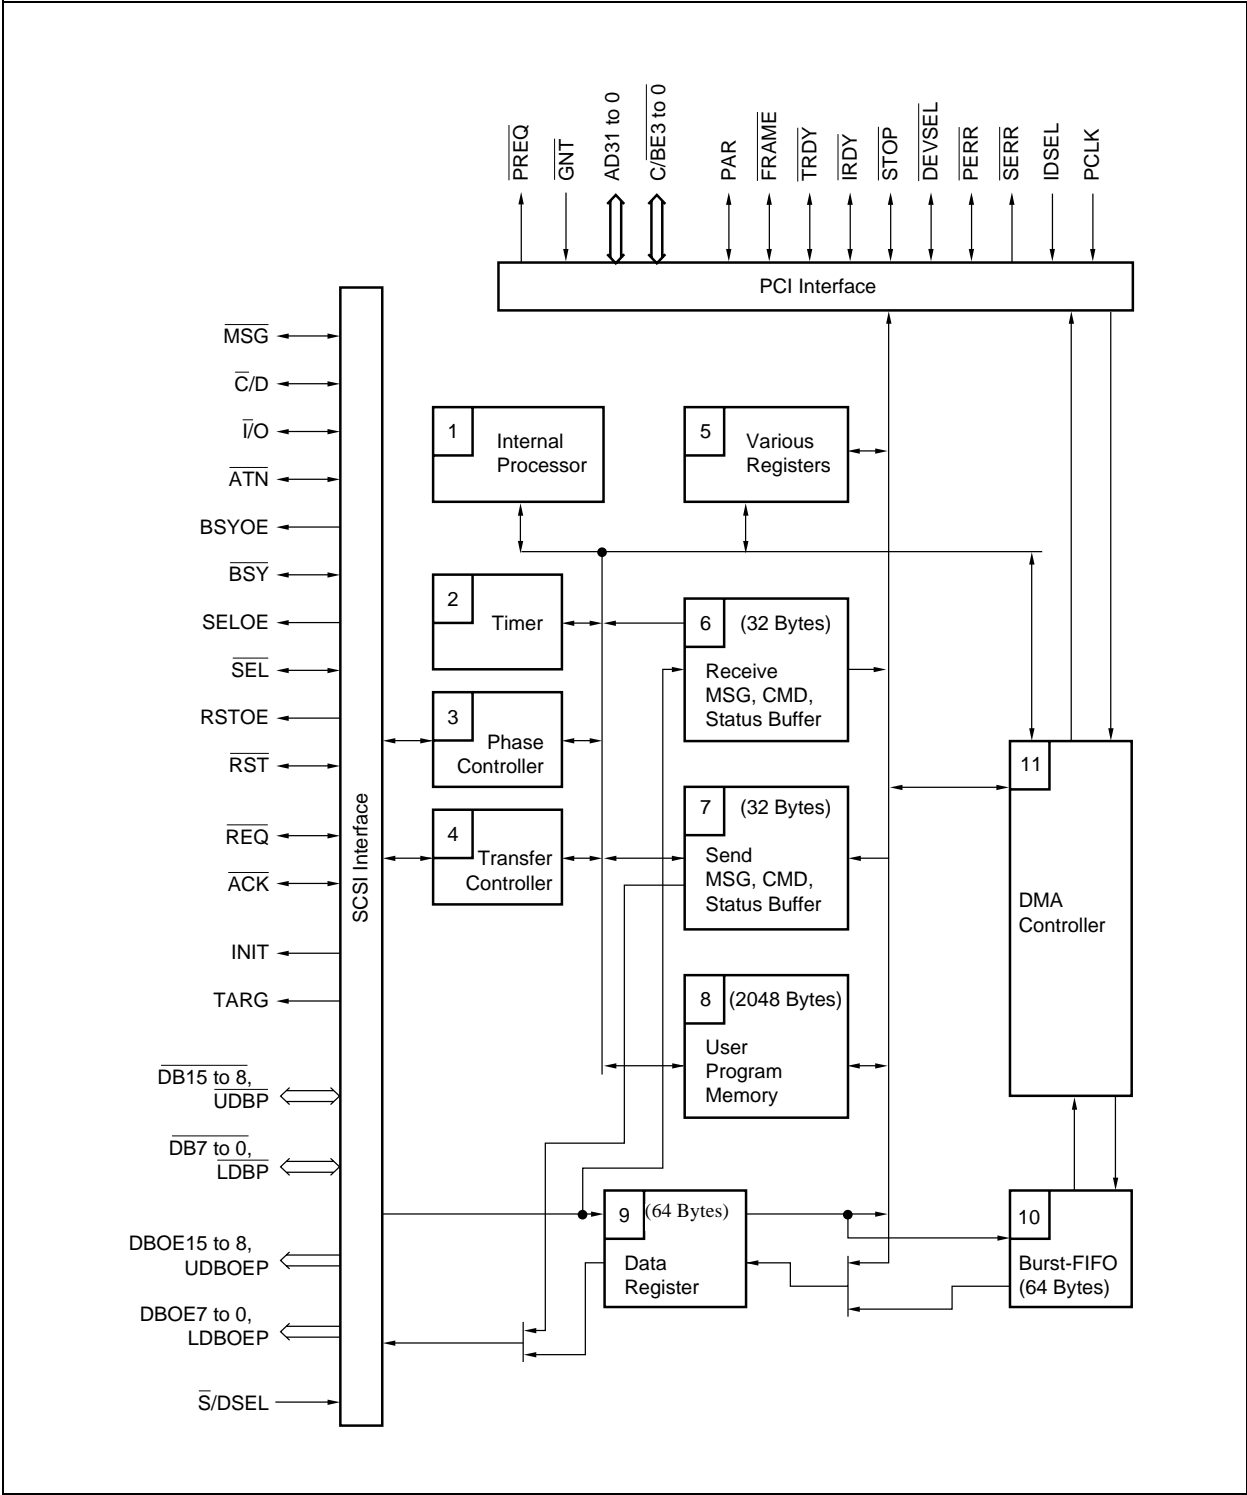 PREQ
GNT
AD31 to 0
C/BE3 to 0
PAR
FRAME
TRDY
IRDY
STOP
DEVSEL
PERR
SERR
IDSEL
PCLK
PCI Interface
MSG
C/D
I/O
ATN
BSYOE
BSY
SELOE
SEL
RSTOE
RST
REQ
ACK
INIT
TARG
DB15 to 8,
UDBP
DB7 to 0,
LDBP
DBOE15 to 8,
UDBOEP
DBOE7 to 0,
LDBOEP
S/DSEL
SCSI Interface
1
Internal
Processor
2
Timer
3
Phase
Controller
4
Transfer
Controller
5
Various
Registers
6
(32 Bytes)
Receive
MSG, CMD,
Status Buffer
7
(32 Bytes)
Send
MSG, CMD,
Status Buffer
8
(2048 Bytes)
User
Program
Memory
9
(64 Bytes)
Data
Register
10
Burst-FIFO
(64 Bytes)
11
DMA
Controller